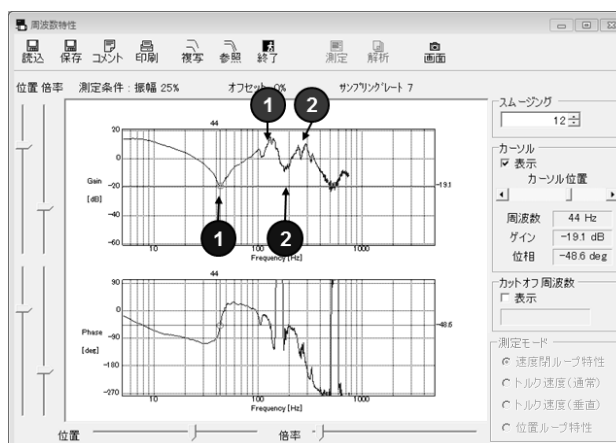 周波数特性
読込 保存 コメント 印刷 複写 参照 終了 測定 解析 画面
位置 倍率 測定条件 : 振幅 25% オフセット 0% サンプリングレート 7
スムージング
12
1 2
44
20
0
-20
-40
-60
Gain
[dB]
-19.1
1 2
10 100 1000
Frequency [Hz]
カーソル
表示
カーソル位置
周波数 44 Hz
ゲイン -19.1 dB
位相 -48.6 deg
カットオフ周波数
表示
44
90
0
-90
-180
-270
Phase
[deg]
-48.6
10 100 1000
Frequency [Hz]
測定モード
速度閉ループ特性
トルク速度(通常)
トルク速度(垂直)
位置ループ特性
位置 倍率